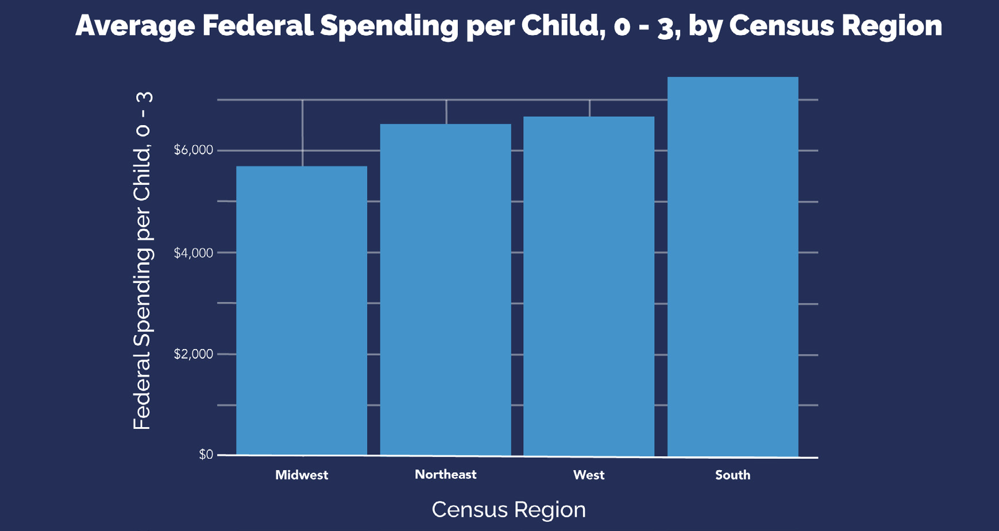 Average Federal Spending per Child, 0 - 3, by Census Region
Federal Spending per Child, 0 - 3
$6,000
$4,000
$2,000
$0
Midwest
Northeast
West
South
Census Region